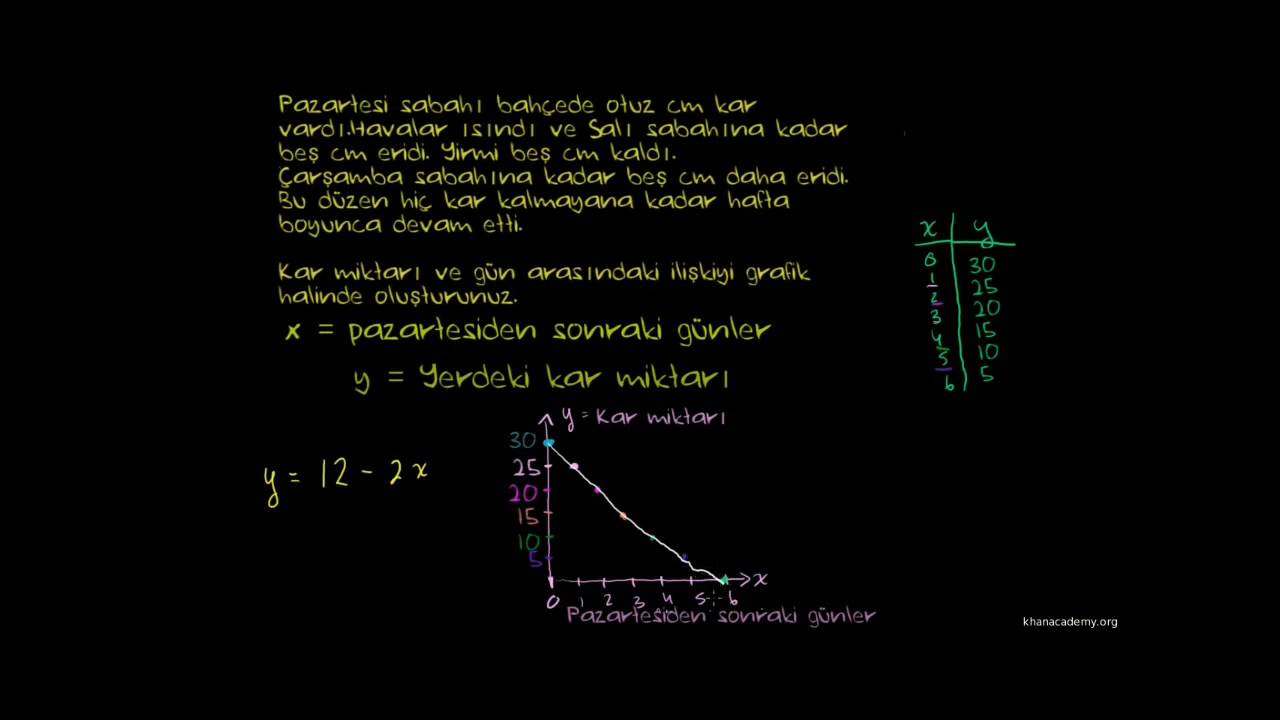 Pazartesi sabahı bahçede otuz cm kar
vardı.Havalar ısındı ve Salı sabahına kadar
beş cm eridi. Yirmi beş cm kaldı.
Çarşamba sabahına kadar beş cm daha eridi.
Bu düzen hiç kar kalmayana kadar hafta
boyunca devam etti.
Kar miktarı ve gün arasındaki ilişkiyi grafik
halinde oluşturunuz.
x = pazartesiden sonraki günler
y = Yerdeki kar miktarı
x y
0 30
1 25
2 20
3 15
4 10
5 5
6
y = Kar miktarı
30
25
20
15
10
5
y = 12 - 2x
x
0 1 2 3 4 5 6
Pazartesiden sonraki günler
khanacademy.org